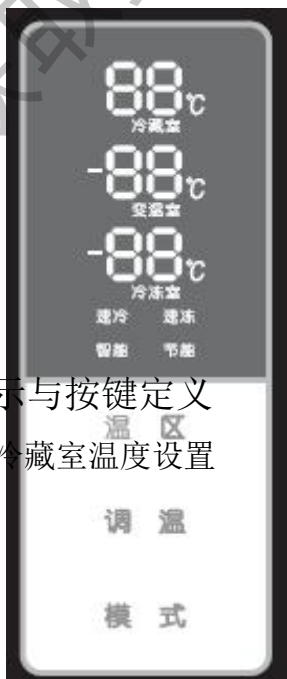 88℃
冷藏室
-88℃
变温室
-88℃
冷冻室
速冷 速冻
智能 节能
示与按键定义
温 区
冷藏室温度设置
调 温
模 式